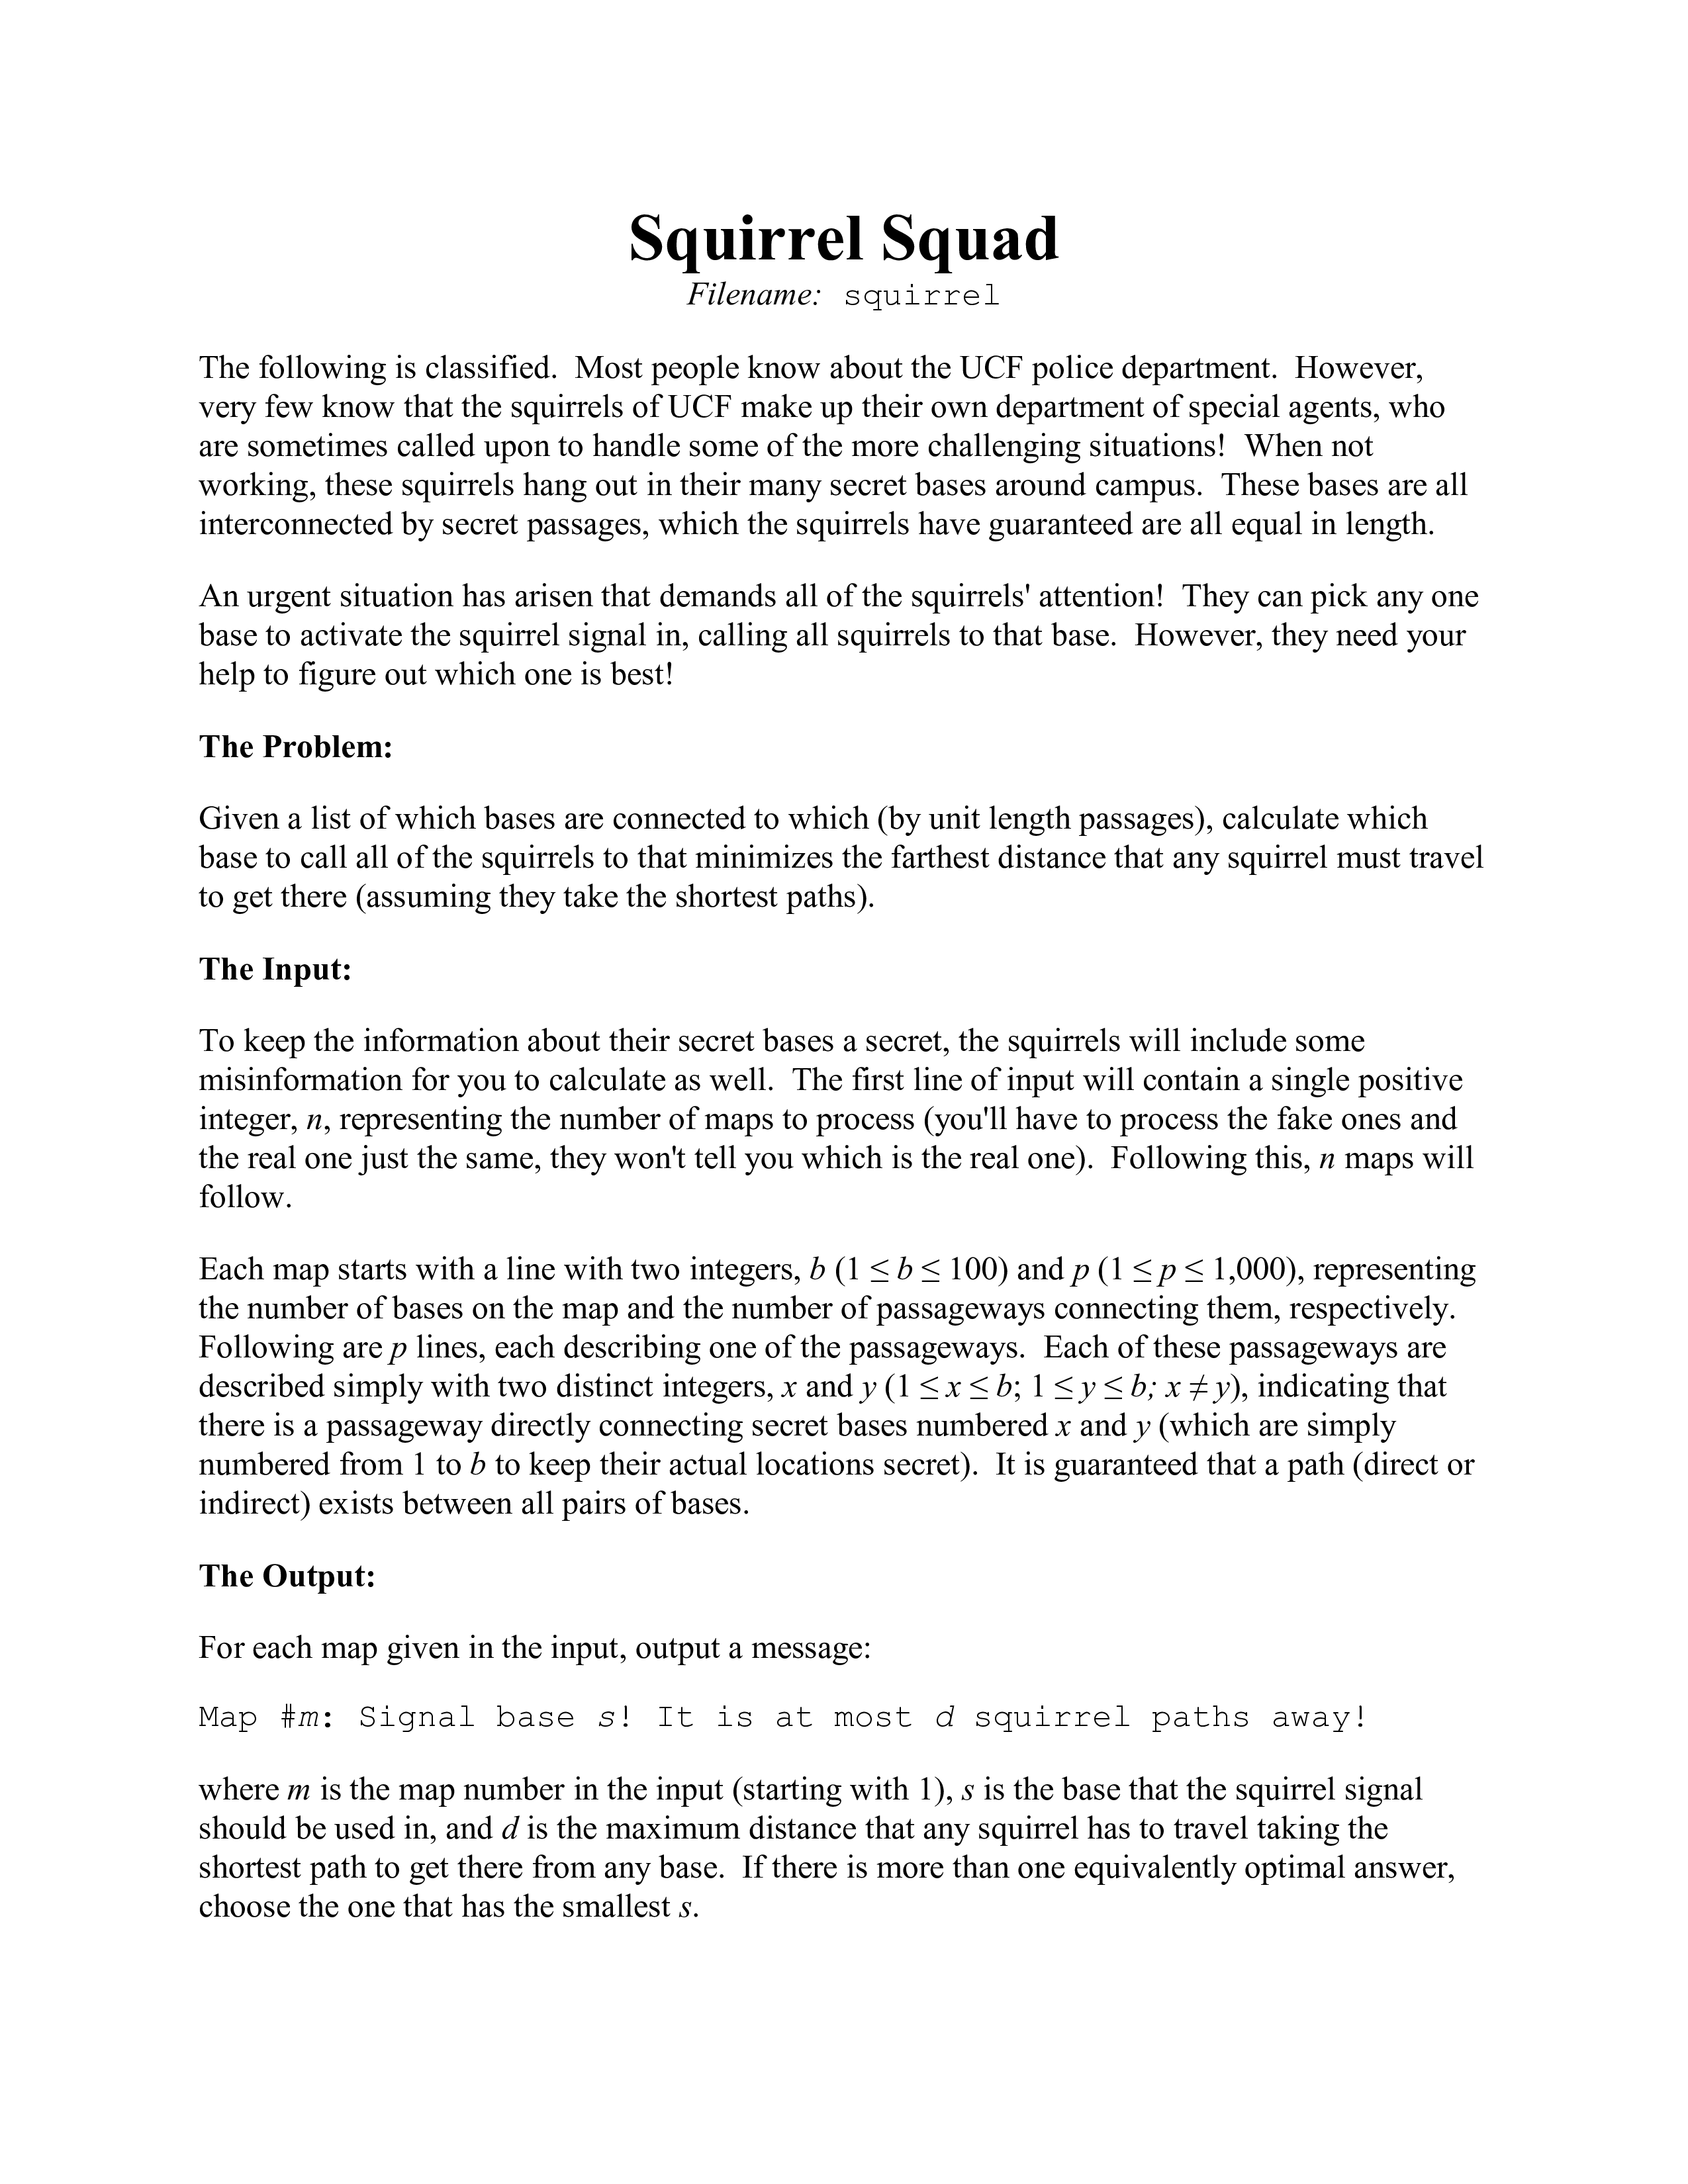 Squirrel Squad
Filename: squirrel
The following is classified. Most people know about the UCF police department. However,
very few know that the squirrels of UCF make up their own department of special agents, who
are sometimes called upon to handle some of the more challenging situations! When not
working, these squirrels hang out in their many secret bases around campus. These bases are all
interconnected by secret passages, which the squirrels have guaranteed are all equal in length.
An urgent situation has arisen that demands all of the squirrels' attention! They can pick any one
base to activate the squirrel signal in, calling all squirrels to that base. However, they need your
help to figure out which one is best!
The Problem:
Given a list of which bases are connected to which (by unit length passages), calculate which
base to call all of the squirrels to that minimizes the farthest distance that any squirrel must travel
to get there (assuming they take the shortest paths).
The Input:
To keep the information about their secret bases a secret, the squirrels will include some
misinformation for you to calculate as well. The first line of input will contain a single positive
integer, n, representing the number of maps to process (you'll have to process the fake ones and
the real one just the same, they won't tell you which is the real one). Following this, n maps will
follow.
Each map starts with a line with two integers, b (1 ≤ b ≤ 100) and p (1 ≤ p ≤ 1,000), representing
the number of bases on the map and the number of passageways connecting them, respectively.
Following are p lines, each describing one of the passageways. Each of these passageways are
described simply with two distinct integers, x and y (1 ≤ x ≤ b; 1 ≤ y ≤ b; x ≠ y), indicating that
there is a passageway directly connecting secret bases numbered x and y (which are simply
numbered from 1 to b to keep their actual locations secret). It is guaranteed that a path (direct or
indirect) exists between all pairs of bases.
The Output:
For each map given in the input, output a message:
Map #m: Signal base s! It is at most d squirrel paths away!
where m is the map number in the input (starting with 1), s is the base that the squirrel signal
should be used in, and d is the maximum distance that any squirrel has to travel taking the
shortest path to get there from any base. If there is more than one equivalently optimal answer,
choose the one that has the smallest s.